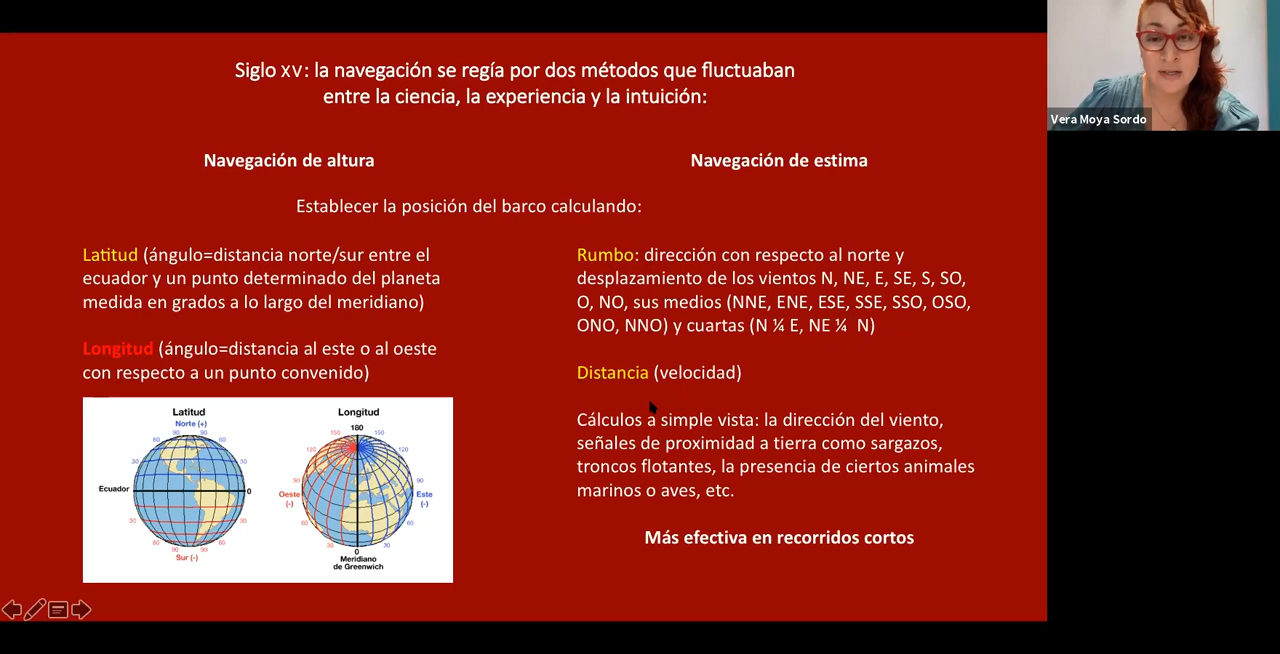 Siglo XV: la navegación se regía por dos métodos que fluctuaban
entre la ciencia, la experiencia y la intuición:
Vera Moya Sordo
Navegación de altura
Navegación de estima
Establecer la posición del barco calculando:
Latitud (ángulo=distancia norte/sur entre el
ecuador y un punto determinado del planeta
medida en grados a lo largo del meridiano)
Longitud (ángulo=distancia al este o al oeste
con respecto a un punto convenido)
Latitud
Norte (+)
90 90
60 60
30 30
Ecuador
0
30 30
60 60
90 90
Sur (-)
Longitud
180
150 150
120 120
90 90
Oeste
(-)
Este
(-)
60 60
30 30
0
Meridiano
de Greenwich
Rumbo: dirección con respecto al norte y
desplazamiento de los vientos N, NE, E, SE, S, SO,
O, NO, sus medios (NNE, ENE, ESE, SSE, SSO, OSO,
ONO, NNO) y cuartas (N ¼ E, NE ¼ N)
Distancia (velocidad)
Cálculos a simple vista: la dirección del viento,
señales de proximidad a tierra como sargazos,
troncos flotantes, la presencia de ciertos animales
marinos o aves, etc.
Más efectiva en recorridos cortos